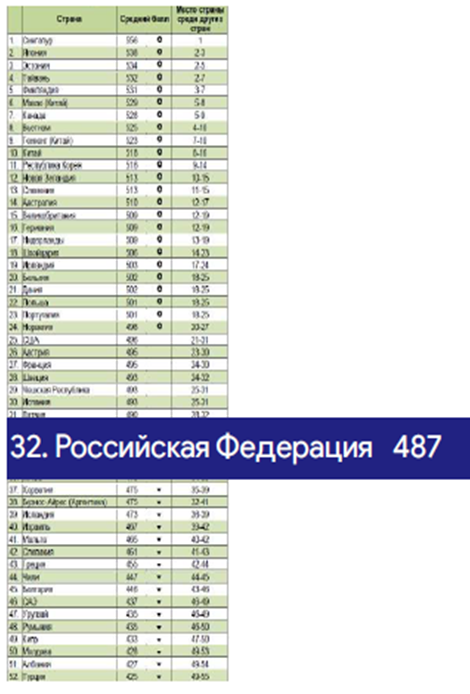 Страна Средний балл Место страны среди других стран
1. Сингапур 556 1
2. Япония 538 2-3
3. Эстония 534 2-5
4. Тайвань 532 2-7
5. Финляндия 531 3-7
6. Макао (Китай) 529 5-8
7. Канада 528 5-9
8. Вьетнам 525 4-10
9. Гонконг (Китай) 523 7-10
10. Китай 518 8-16
11. Республика Корея 516 9-14
12. Новая Зеландия 513 10-15
13. Словения 513 11-15
14. Австралия 510 12-17
15. Великобритания 509 12-19
16. Германия 509 12-19
17. Нидерланды 509 13-19
18. Швейцария 506 14-23
19. Ирландия 503 17-24
20. Бельгия 502 18-25
21. Дания 502 18-25
22. Польша 501 18-25
23. Португалия 501 18-25
24. Норвегия 498 20-27
25. США 496 21-31
26. Австрия 495 23-30
27. Франция 495 24-30
28. Швеция 493 24-32
29. Чешская Республика 493 25-31
30. Испания 493 25-31
31. Латвия 490 28-32
32. Российская Федерация 487
37. Хорватия 475 35-39
38. Буэнос-Айрес (Аргентина) 475 32-41
39. Исландия 473 36-39
40. Израиль 467 39-42
41. Мальта 465 40-42
42. Словакия 461 41-43
43. Греция 455 42-44
44. Чили 447 44-45
45. Болгария 446 43-46
46. ОАЭ 437 46-49
47. Уругвай 435 46-49
48. Румыния 435 46-50
49. Кипр 433 47-50
50. Молдова 428 49-53
51. Албания 427 49-54
52. Турция 425 49-55